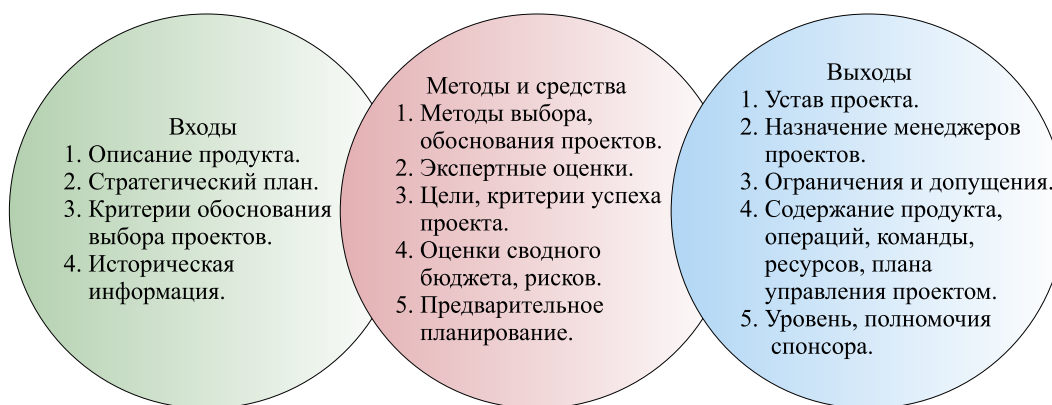 Входы
1. Описание продукта.
2. Стратегический план.
3. Критерии обоснования
выбора проектов.
4. Историческая
информация.
Методы и средства
1. Методы выбора,
обоснования проектов.
2. Экспертные оценки.
3. Цели, критерии успеха
проекта.
4. Оценки сводного
бюджета, рисков.
5. Предварительное
планирование.
Выходы
1. Устав проекта.
2. Назначение менеджеров
проектов.
3. Ограничения и допущения.
4. Содержание продукта,
операций, команды,
ресурсов, плана
управления проектом.
5. Уровень, полномочия
спонсора.